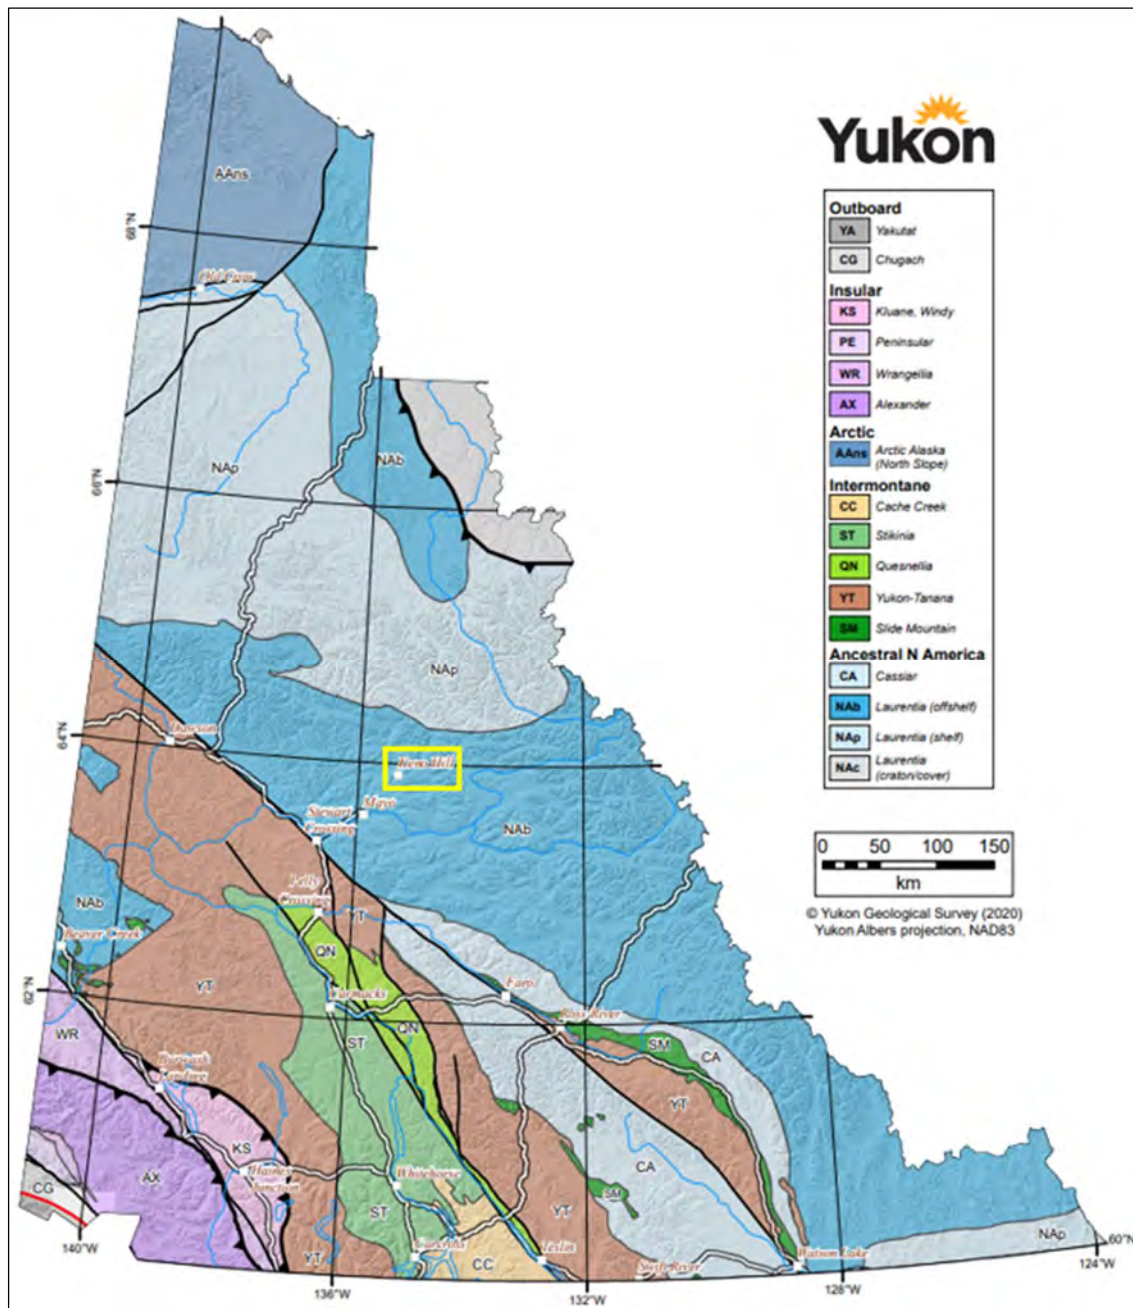 Yukon
Outboard
YA Yakutat
CG Chugach
Insular
KS Kluane, Windy
PE Peninsular
WR Wrangellia
AX Alexander
Arctic
AAns Arctic Alaska
(North Slope)
Intermontane
CC Cache Creek
ST Stikinia
QN Quesnellia
YT Yukon-Tanana
SM Slide Mountain
Ancestral N America
CA Cassiar
NAb Laurentia (offshelf)
NAp Laurentia (shelf)
NAc Laurentia
(craton/cover)
0 50 100 150
km
© Yukon Geological Survey (2020)
Yukon Albers projection, NAD83
AAns
68°N
Old Crow
NAp
NAb
66°N
NAp
64°N
Dawson
Keno Hill
Mayo
Stewart
Crossing
NAb
Pelly
Crossing
YT
NAb
Beaver Creek
QN
Faro
62°N
YT
Carmacks
Ross River
WR
ST
QN
SM
CA
Burwash
Landing
YT
KS
CA
AX
Haines
Junction
Whitehorse
CG
SM
ST
YT
NAp
60°N
140°W
YT
Carcross
CC
Teslin
Swift River
Watson Lake
124°W
136°W
132°W
128°W